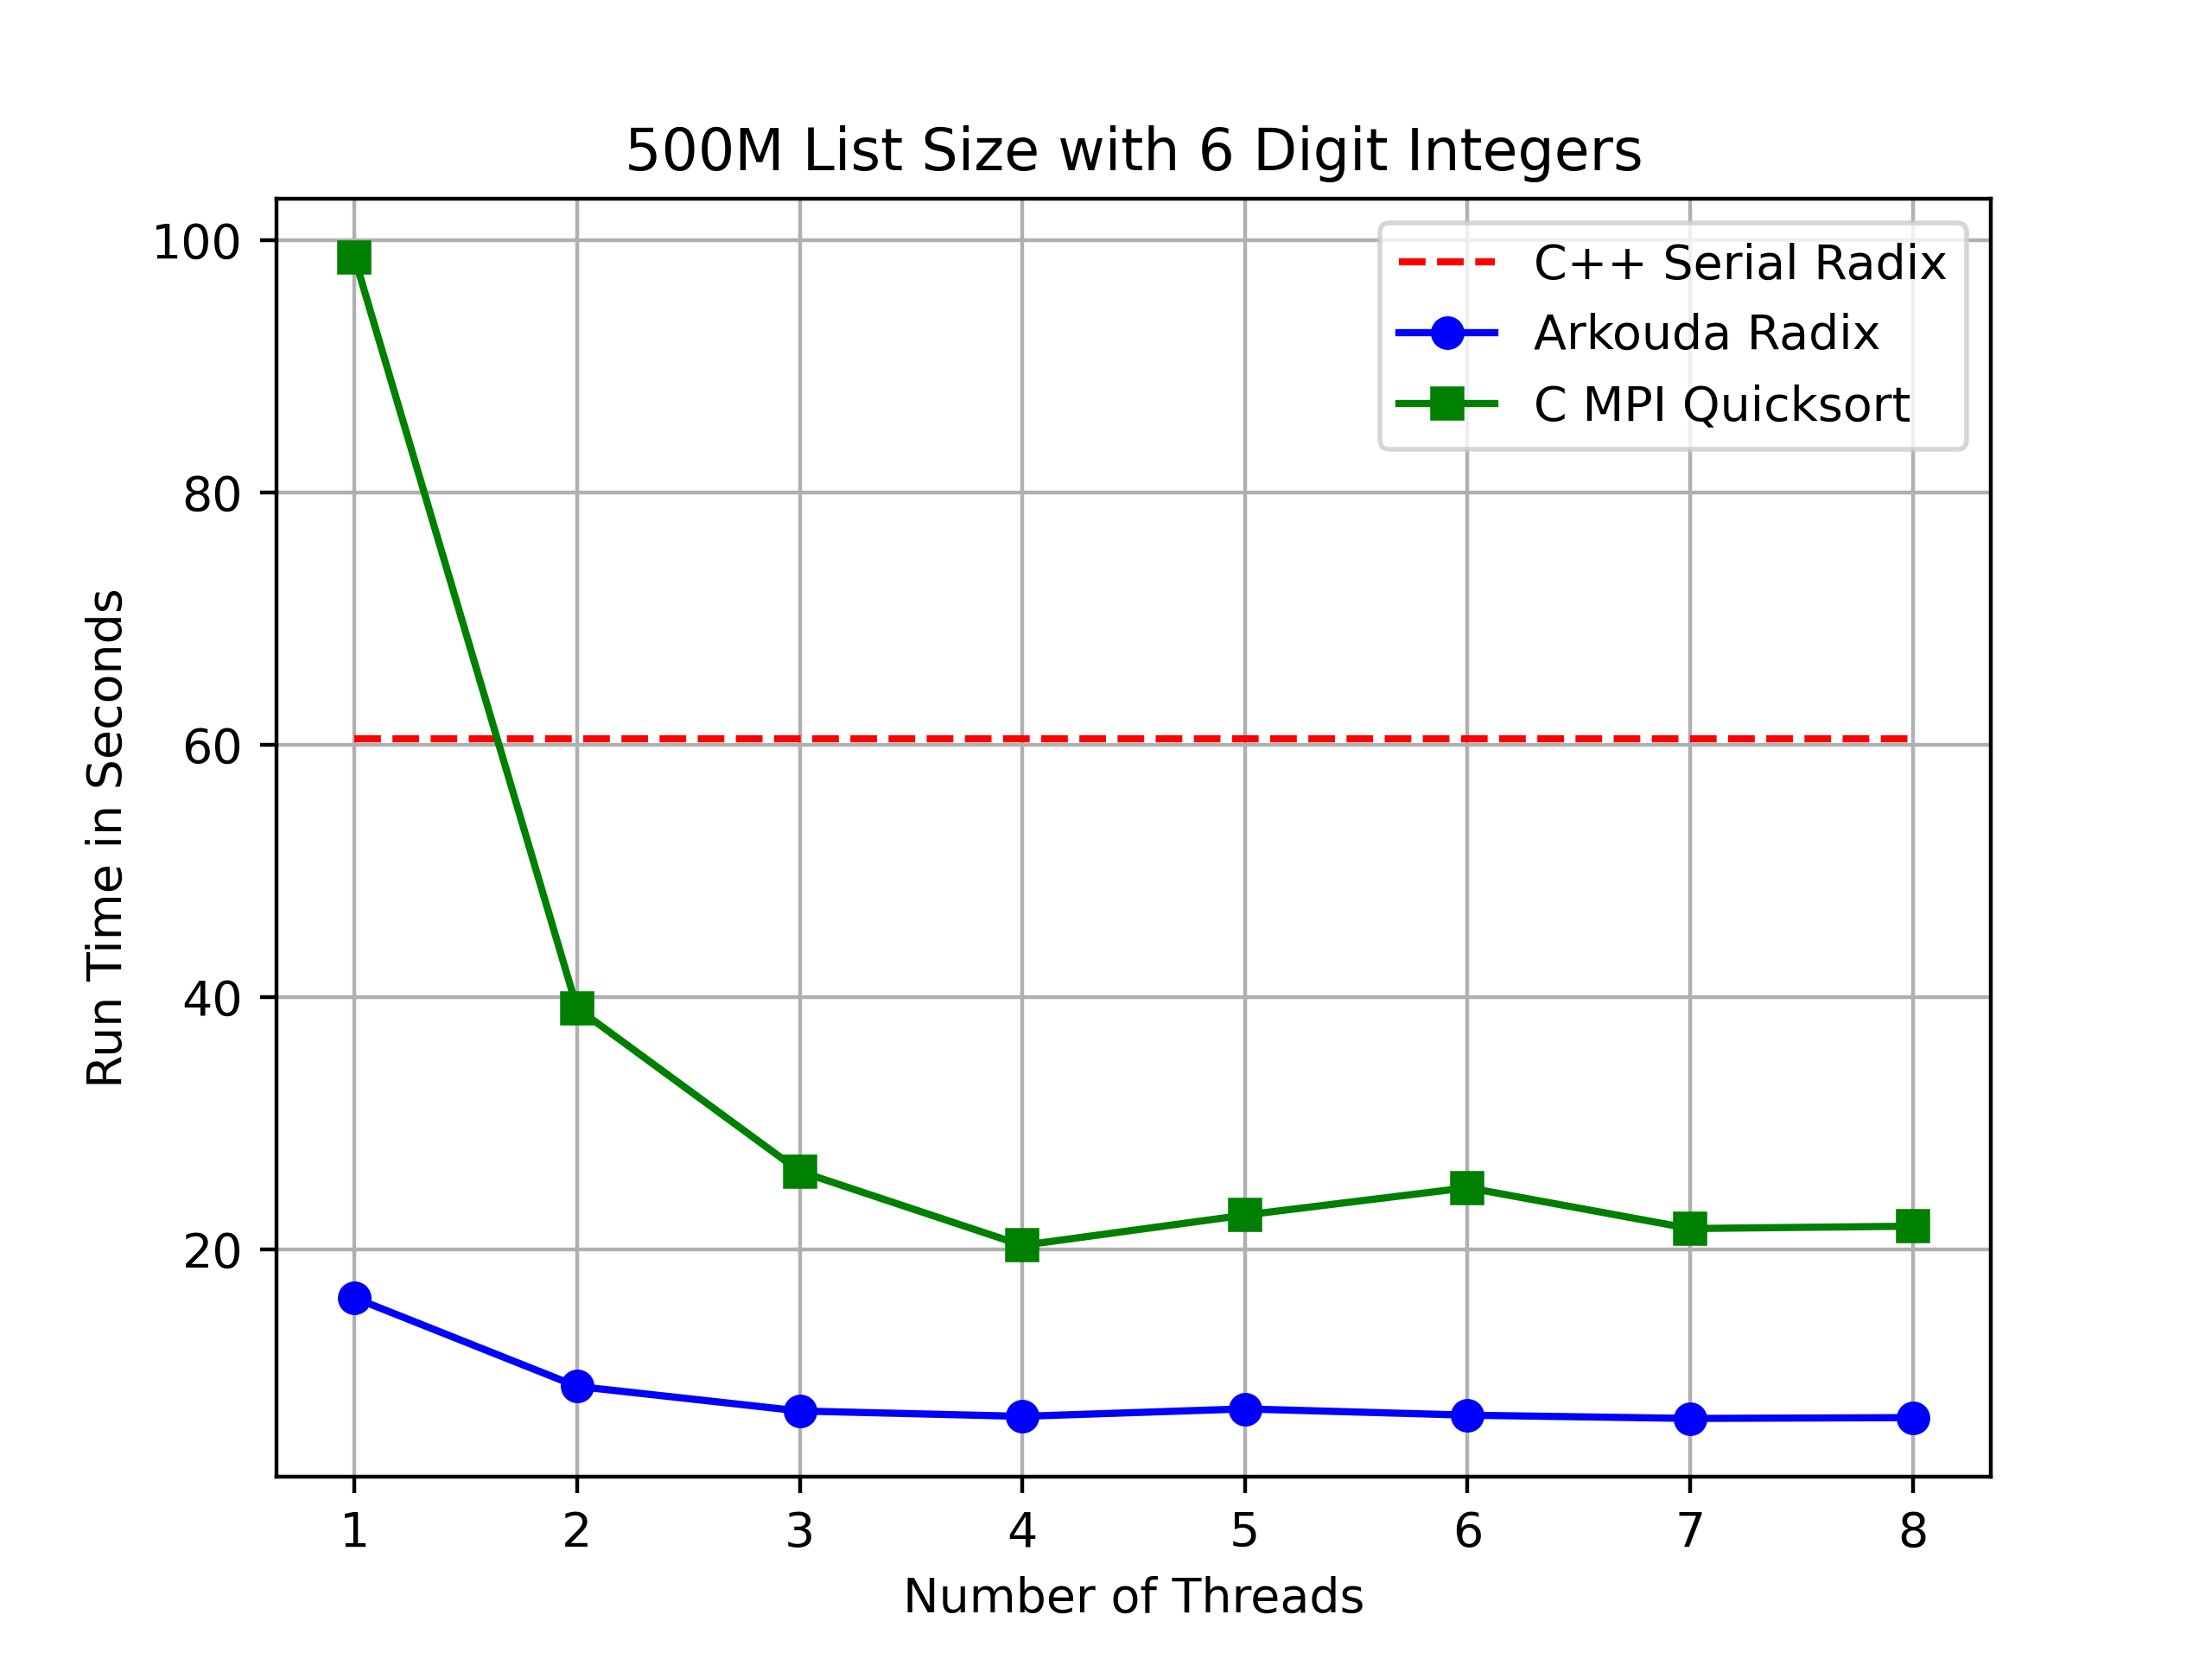 500M List Size with 6 Digit Integers
C++ Serial Radix
Arkouda Radix
C MPI Quicksort
100
80
60
40
20
Run Time in Seconds
1 2 3 4 5 6 7 8
Number of Threads